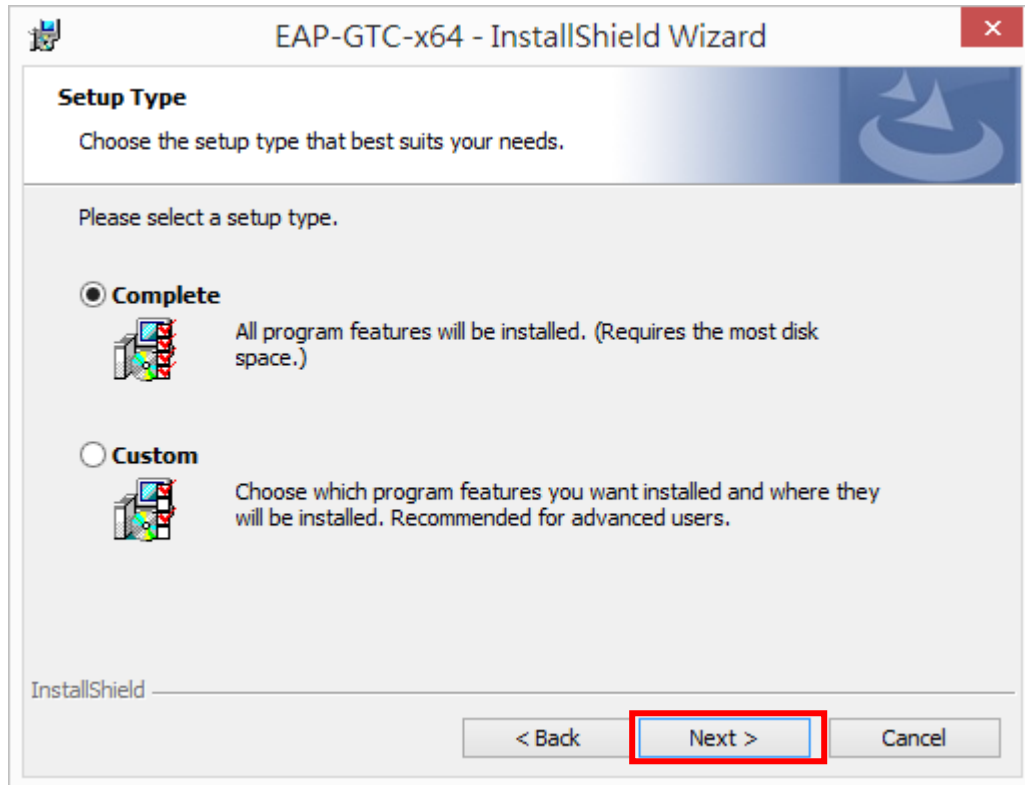 EAP-GTC-x64 - InstallShield Wizard
Setup Type
Choose the setup type that best suits your needs.
Please select a setup type.
Complete
All program features will be installed. (Requires the most disk
space.)
Custom
Choose which program features you want installed and where they
will be installed. Recommended for advanced users.
InstallShield
< Back
Next >
Cancel